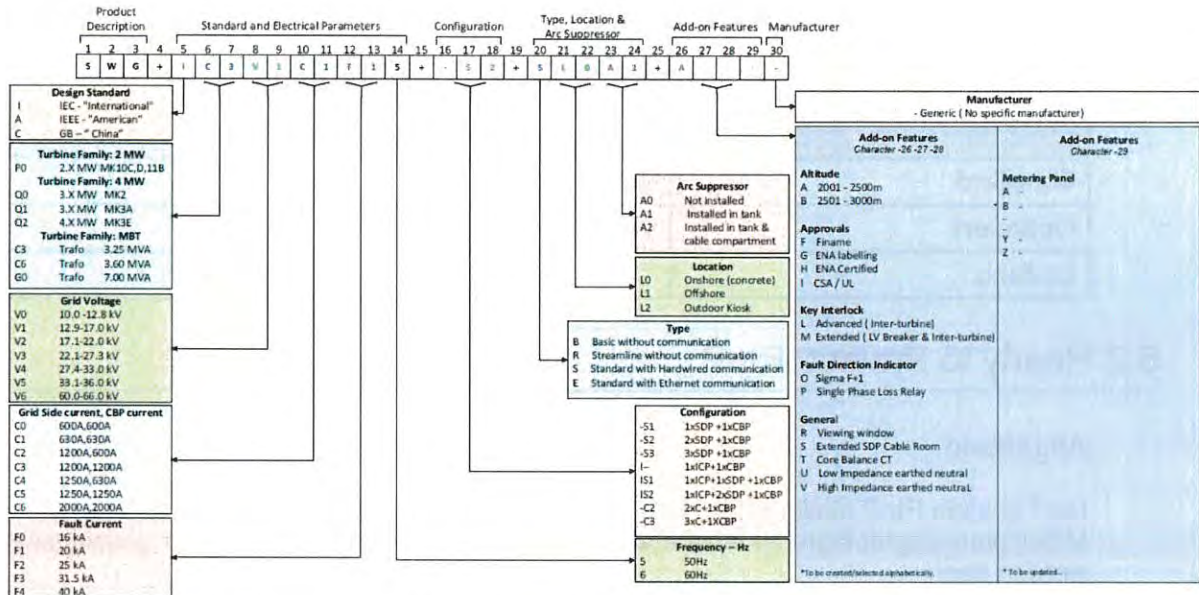 Product Description
Standard and Electrical Parameters
Configuration
Type, Location & Arc Suppressor
Add-on Features
Manufacturer
1 2 3 4 5 6 7 8 9 10 11 12 13 14 15 16 17 18 19 20 21 22 23 24 25 26 27 28 29 30
S W G + I C 3 V 3 C 1 F 1 5 + - S 2 + S L 0 A 1 + A - -
Design Standard
I IEC - "International"
A IEEE - "American"
C GB – " China"
Turbine Family: 2 MW
P0 2.X MW MK10C,D,11B
Turbine Family: 4 MW
Q0 3.X MW MK2
Q1 3.X MW MK3A
Q2 4.X MW MK3E
Turbine Family: MBT
C3 Trafo 3.25 MVA
C6 Trafo 3.60 MVA
G0 Trafo 7.00 MVA
Grid Voltage
V0 10.0 -12.8 kV
V1 12.9-17.0 kV
V2 17.1-22.0 kV
V3 22.1-27.3 kV
V4 27.4-33.0 kV
V5 33.1-36.0 kV
V6 60.0-66.0 kV
Grid Side current, CBP current
C0 600A,600A
C1 630A,630A
C2 1200A,600A
C3 1200A,1200A
C4 1250A,630A
C5 1250A,1250A
C6 2000A,2000A
Fault Current
F0 16 kA
F1 20 kA
F2 25 kA
F3 31.5 kA
F4 40 kA
Arc Suppressor
A0 Not installed
A1 Installed in tank
A2 Installed in tank & cable compartment
Location
L0 Onshore (concrete)
L1 Offshore
L2 Outdoor Kiosk
Type
B Basic without communication
R Streamline without communication
S Standard with Hardwired communication
E Standard with Ethernet communication
Configuration
-S1 1xSDP +1xCBP
-S2 2xSDP +1xCBP
-S3 3xSDP +1xCBP
I-- 1xICP+1xCBP
IS1 1xICP+1xSDP +1xCBP
IS2 1xICP+2xSDP +1xCBP
-C2 2xC+1xCBP
-C3 3xC+1XCBP
Frequency – Hz
5 50Hz
6 60Hz
Manufacturer
- Generic ( No specific manufacturer)
Add-on Features
Character -26 -27 -28
Altitude
A 2001 - 2500m
B 2501 - 3000m
Approvals
F Finame
G ENA labelling
H ENA Certified
I CSA / UL
Key Interlock
L Advanced ( Inter-turbine)
M Extended ( LV Breaker & Inter-turbine)
Fault Direction Indicator
O Sigma F+1
P Single Phase Loss Relay
General
R Viewing window
S Extended SDP Cable Room
T Core Balance CT
U Low Impedance earthed neutral
V High Impedance earthed neutral.
*To be created/selected alphabetically.
Add-on Features
Character -29
Metering Panel
A -
B -
-
Y -
Z -
* To be updated